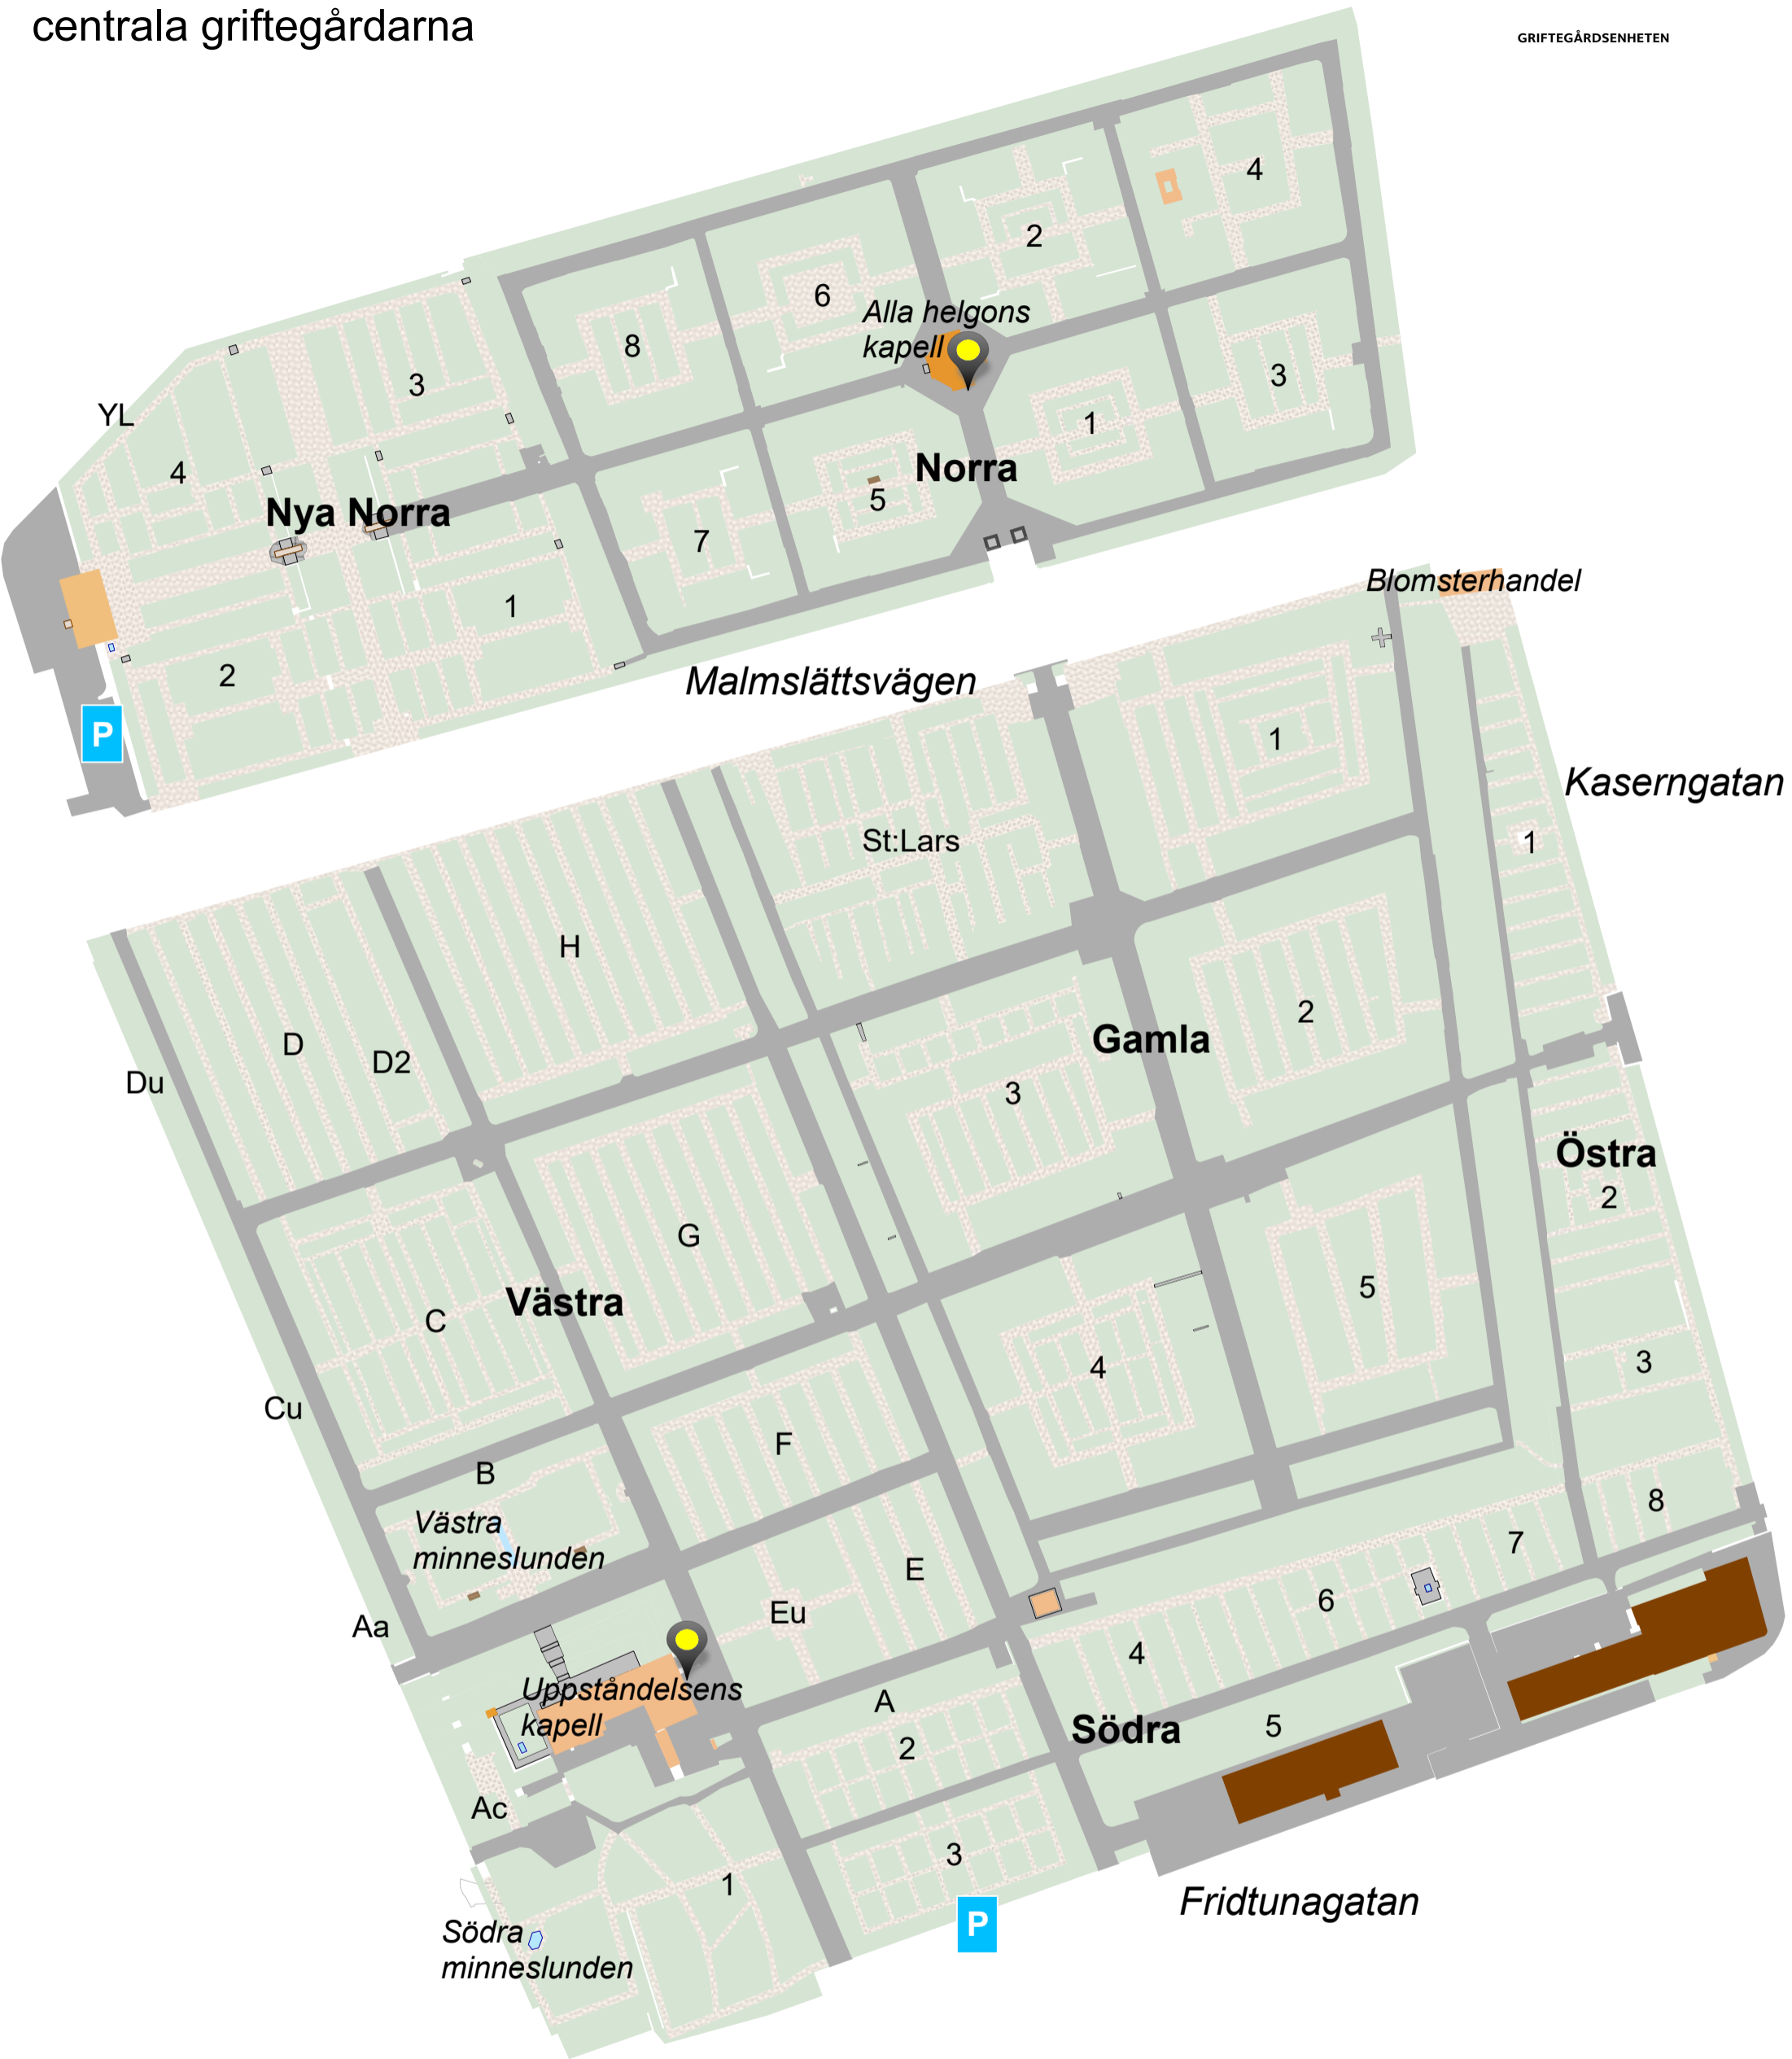 centrala griftegårdarna
GRIFTEGÅRDSENHETEN
4
2
6
Alla helgons
kapell
8
3
3
YL
1
4
Norra
5
Nya Norra
7
Blomsterhandel
1
2
Malmslättsvägen
P
1
Kaserngatan
St:Lars
1
H
2
Gamla
D
D2
Du
3
Östra
2
G
5
Västra
C
3
4
Cu
F
B
8
Västra
minneslunden
7
E
6
Eu
Aa
4
Uppståndelsens
kapell
A
5
Södra
2
Ac
3
1
Fridtunagatan
P
Södra
minneslunden